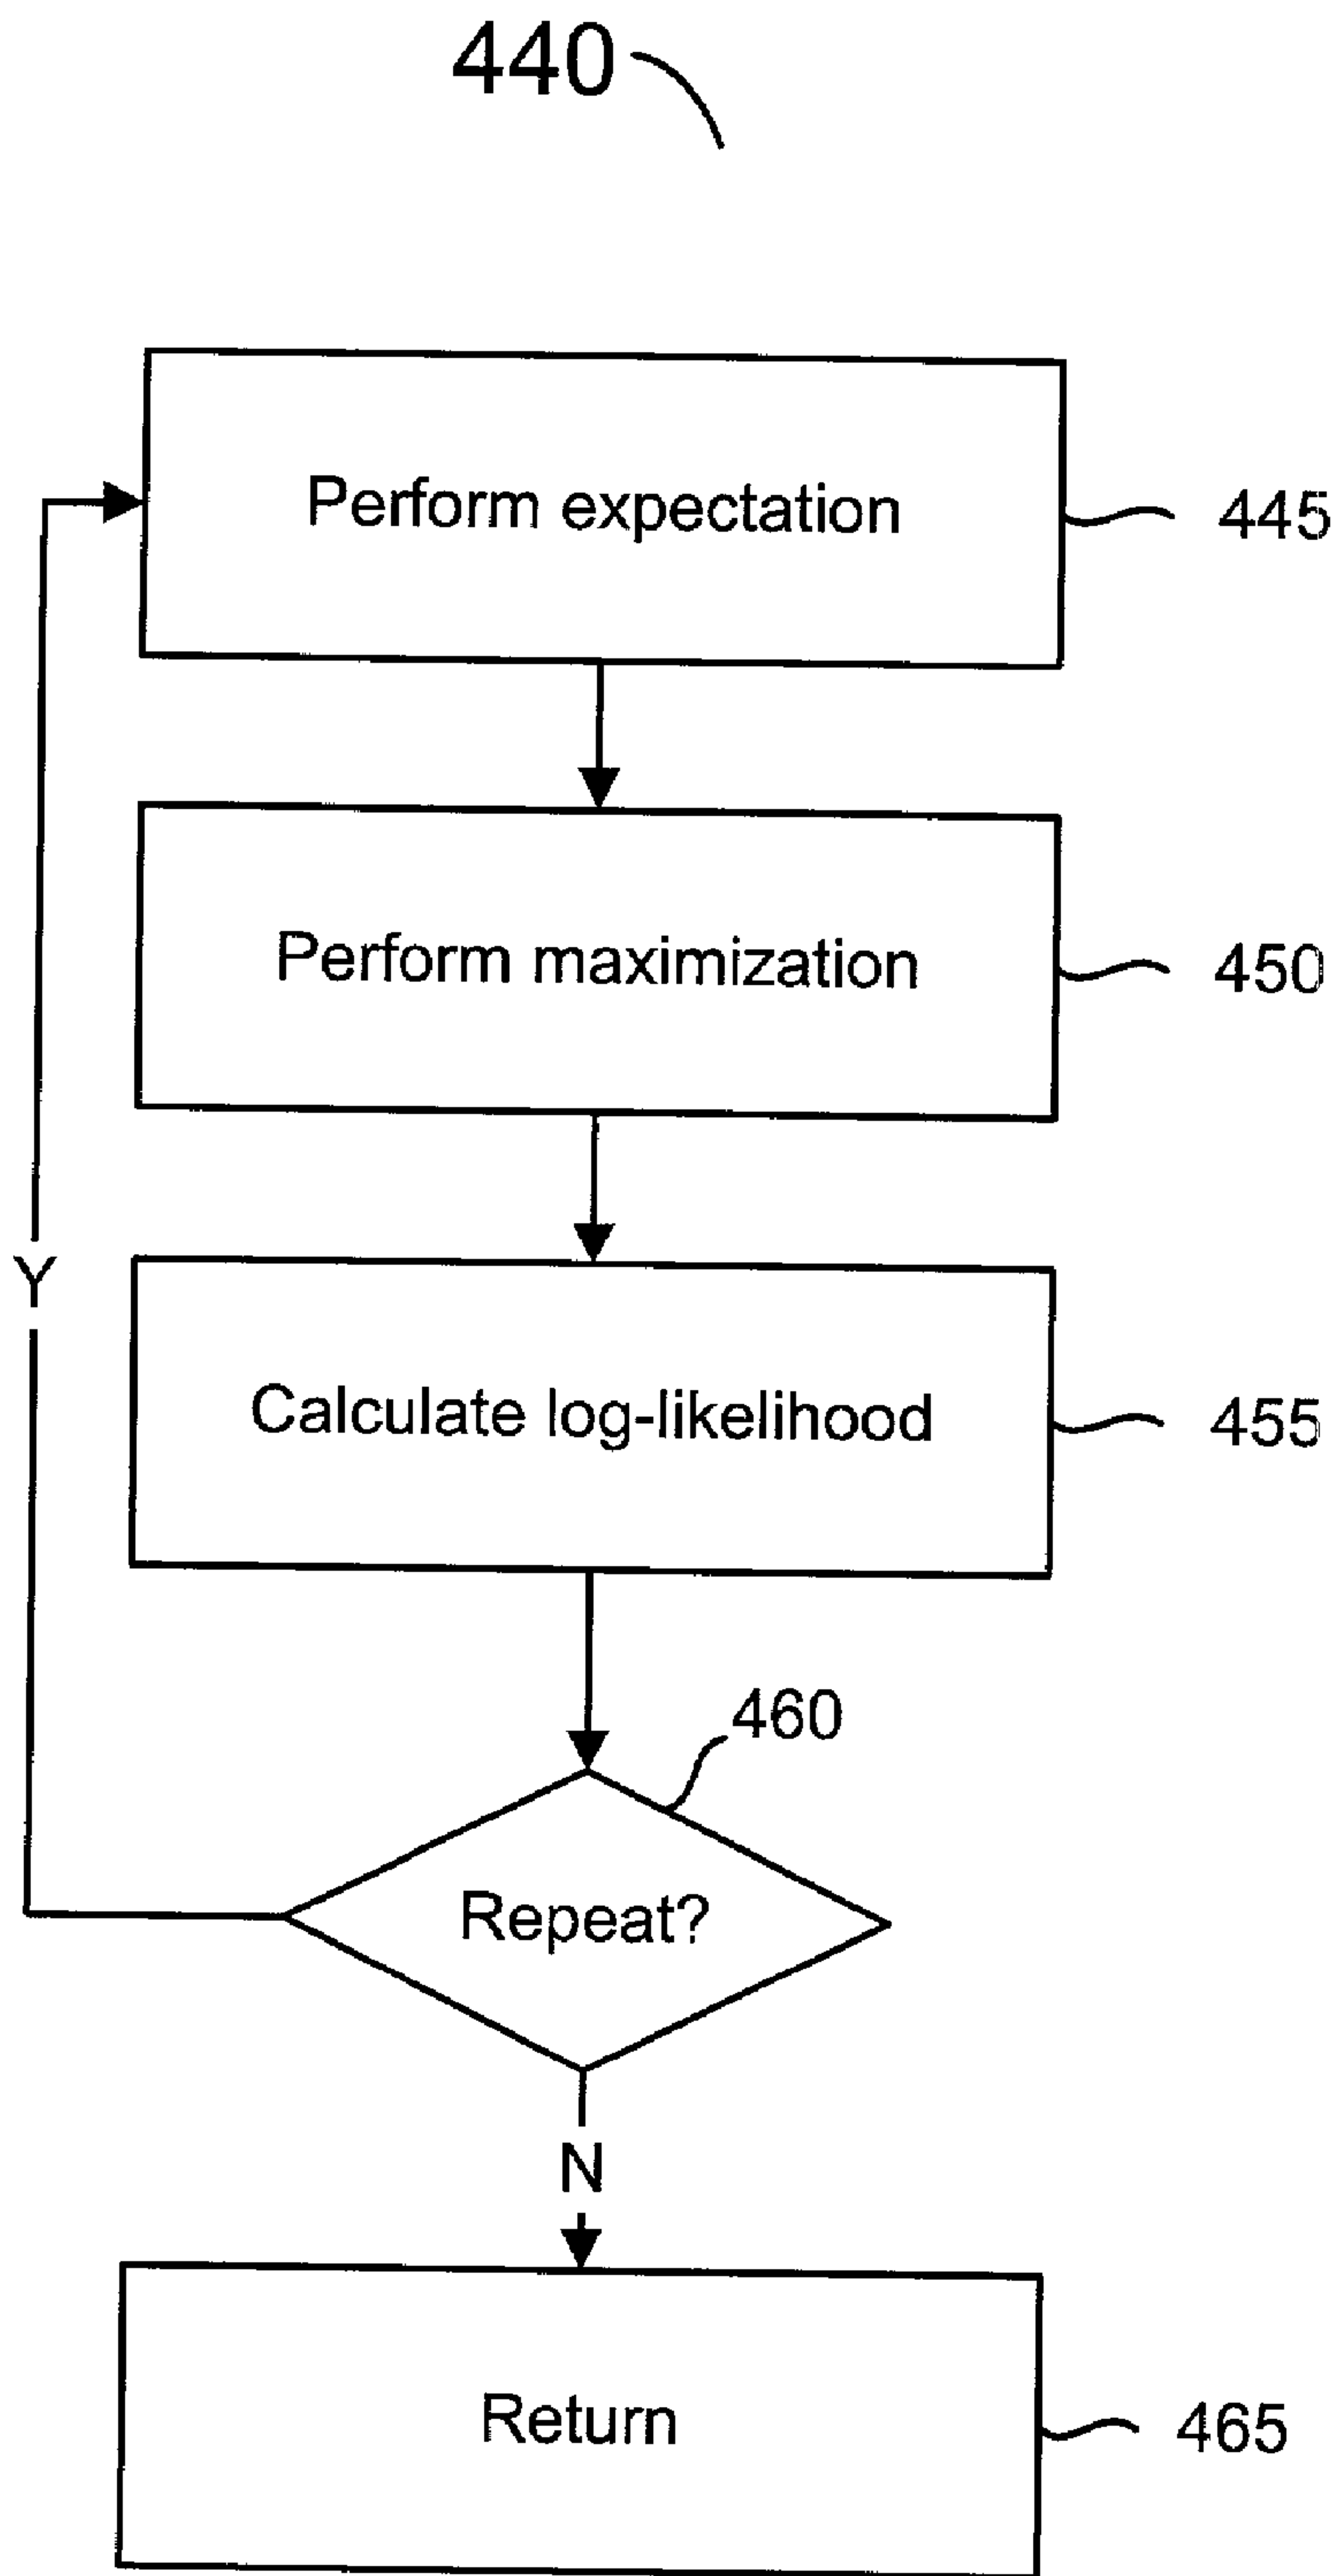 440
Perform expectation
445
Perform maximization
450
Y
Calculate log-likelihood
455
460
Repeat?
N
Return
465